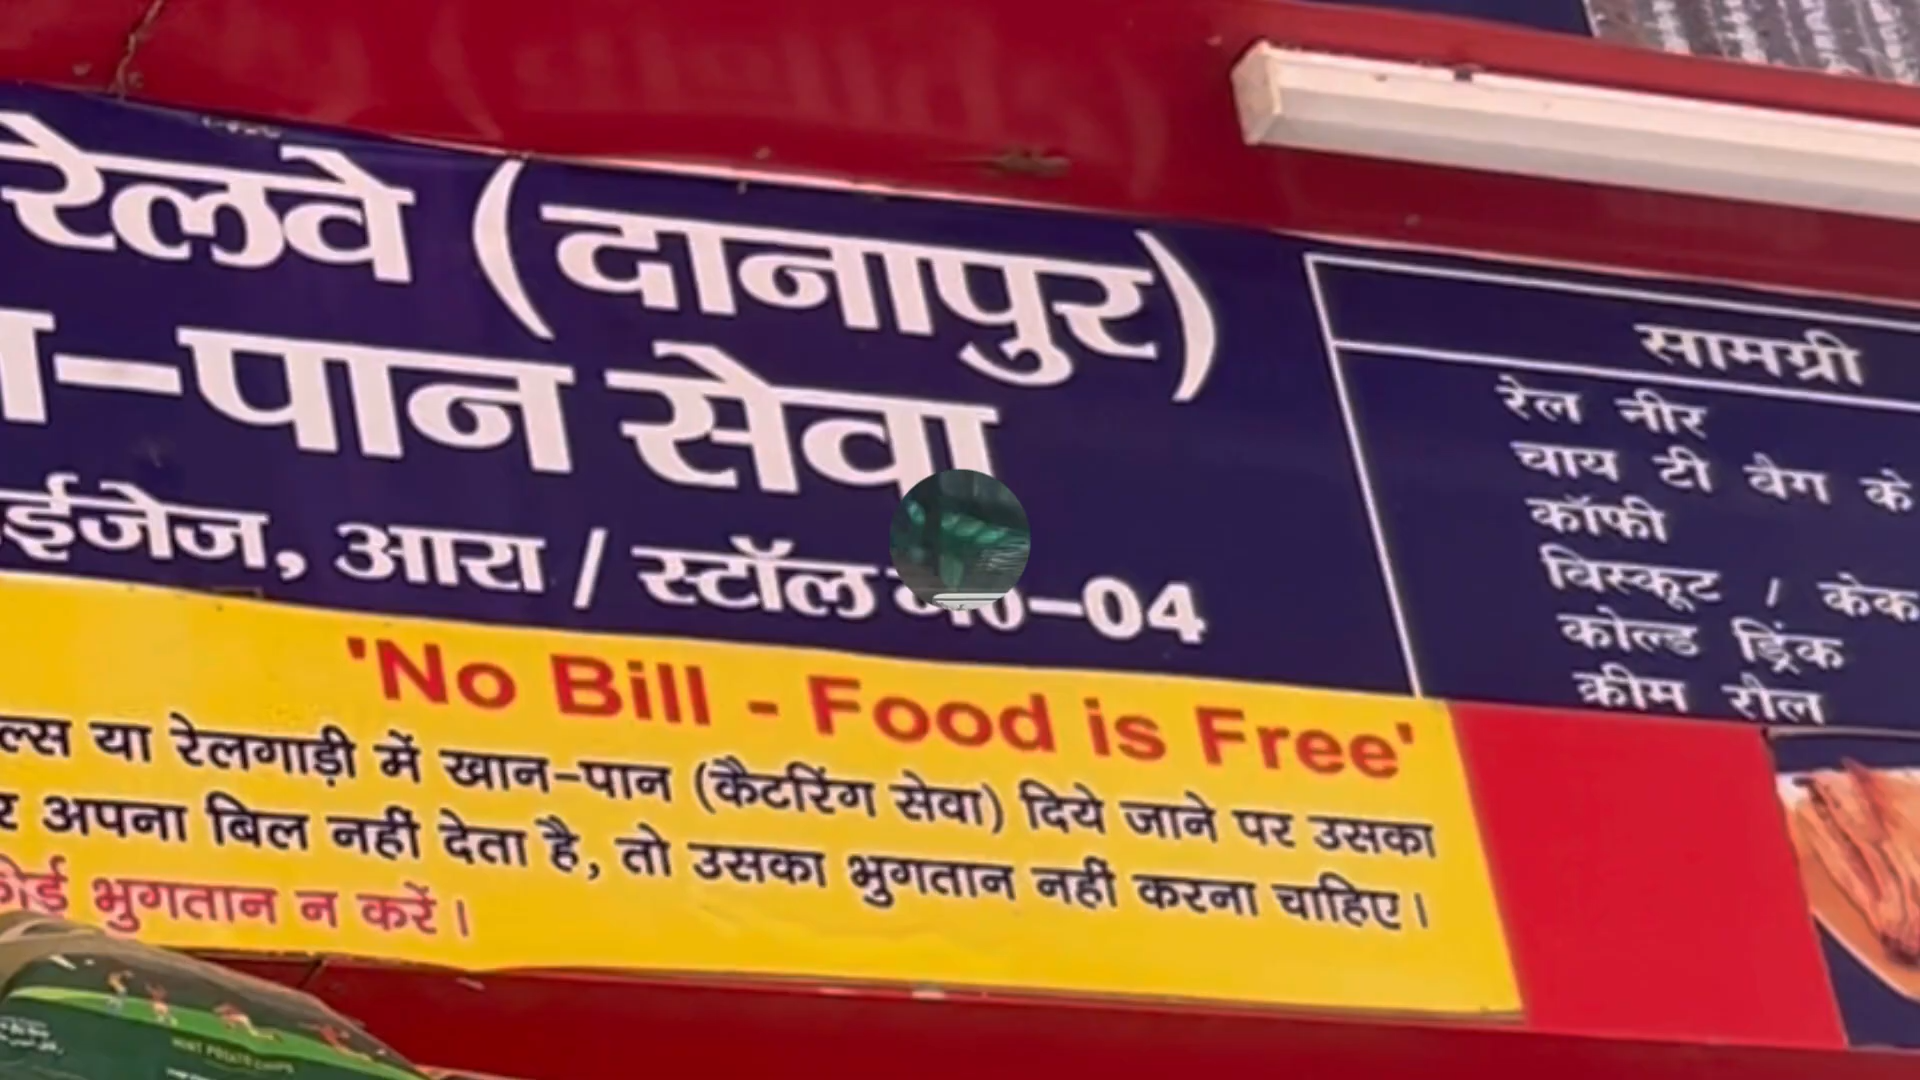 रेलवे (दानापुर)
-पान सेवा
ईजेज, आरा / स्टॉल -04
'No Bill - Food is Free'
ल्स या रेलगाड़ी में खान-पान (कैटरिंग सेवा) दिये जाने पर उसका
र अपना बिल नहीं देता है, तो उसका भुगतान नहीं करना चाहिए।
कोई भुगतान न करें।
सामग्री
रेल नीर
चाय टी बैग के
कॉफी
विस्कूट / केक
कोल्ड ड्रिंक
क्रीम रौल